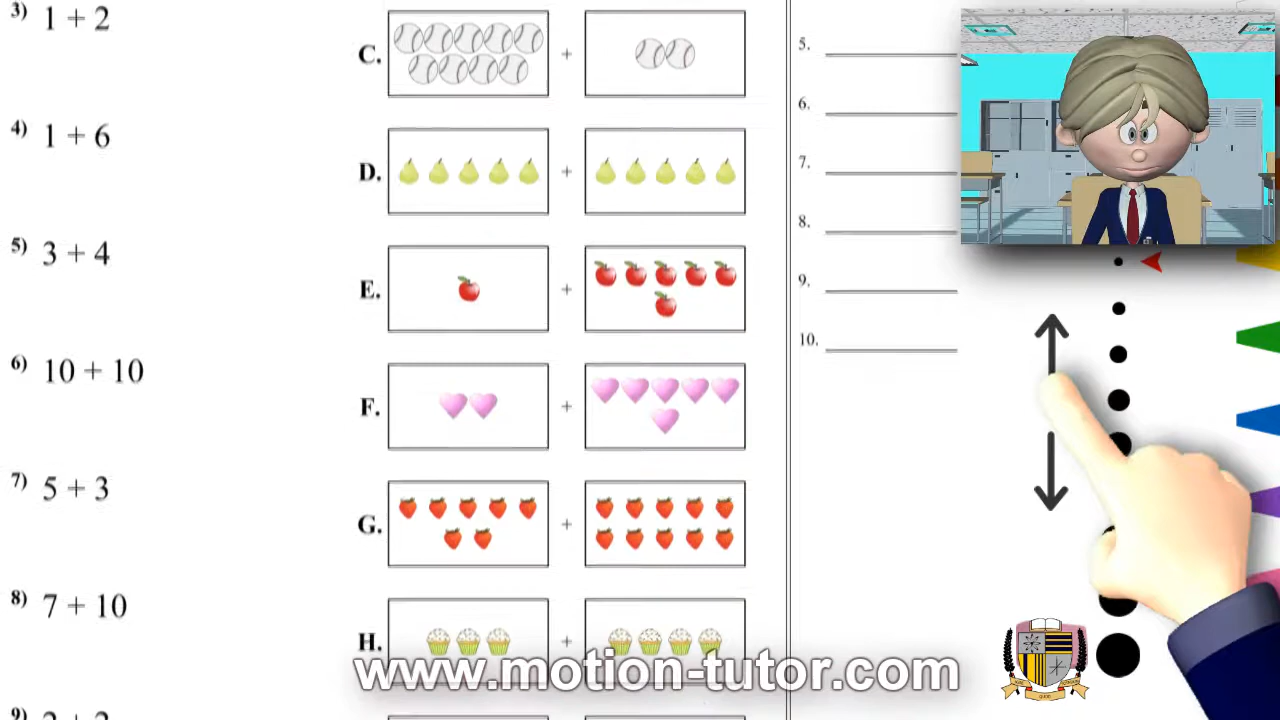 3) 1 + 2
C. +
5.
6.
4) 1 + 6
D. +
7.
8.
5) 3 + 4
E. +
9.
10.
6) 10 + 10
F. +
7) 5 + 3
G. +
8) 7 + 10
H. +
www.motion-tutor.com
9)